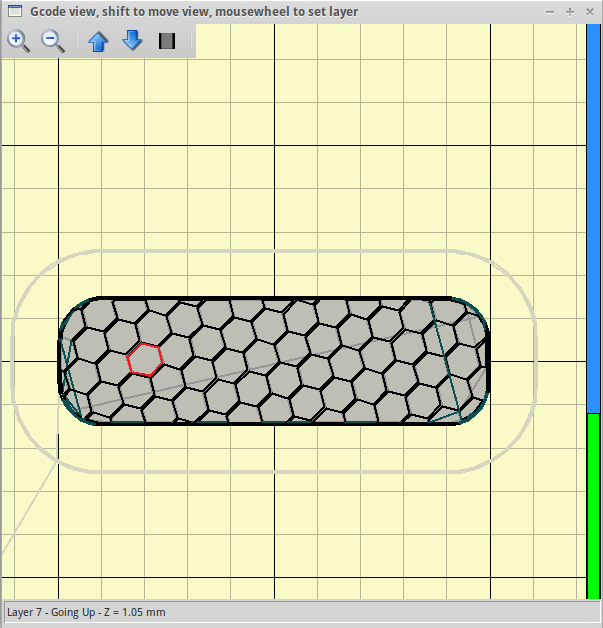 Gcode view, shift to move view, mousewheel to set layer
Layer 7 - Going Up - Z = 1.05 mm